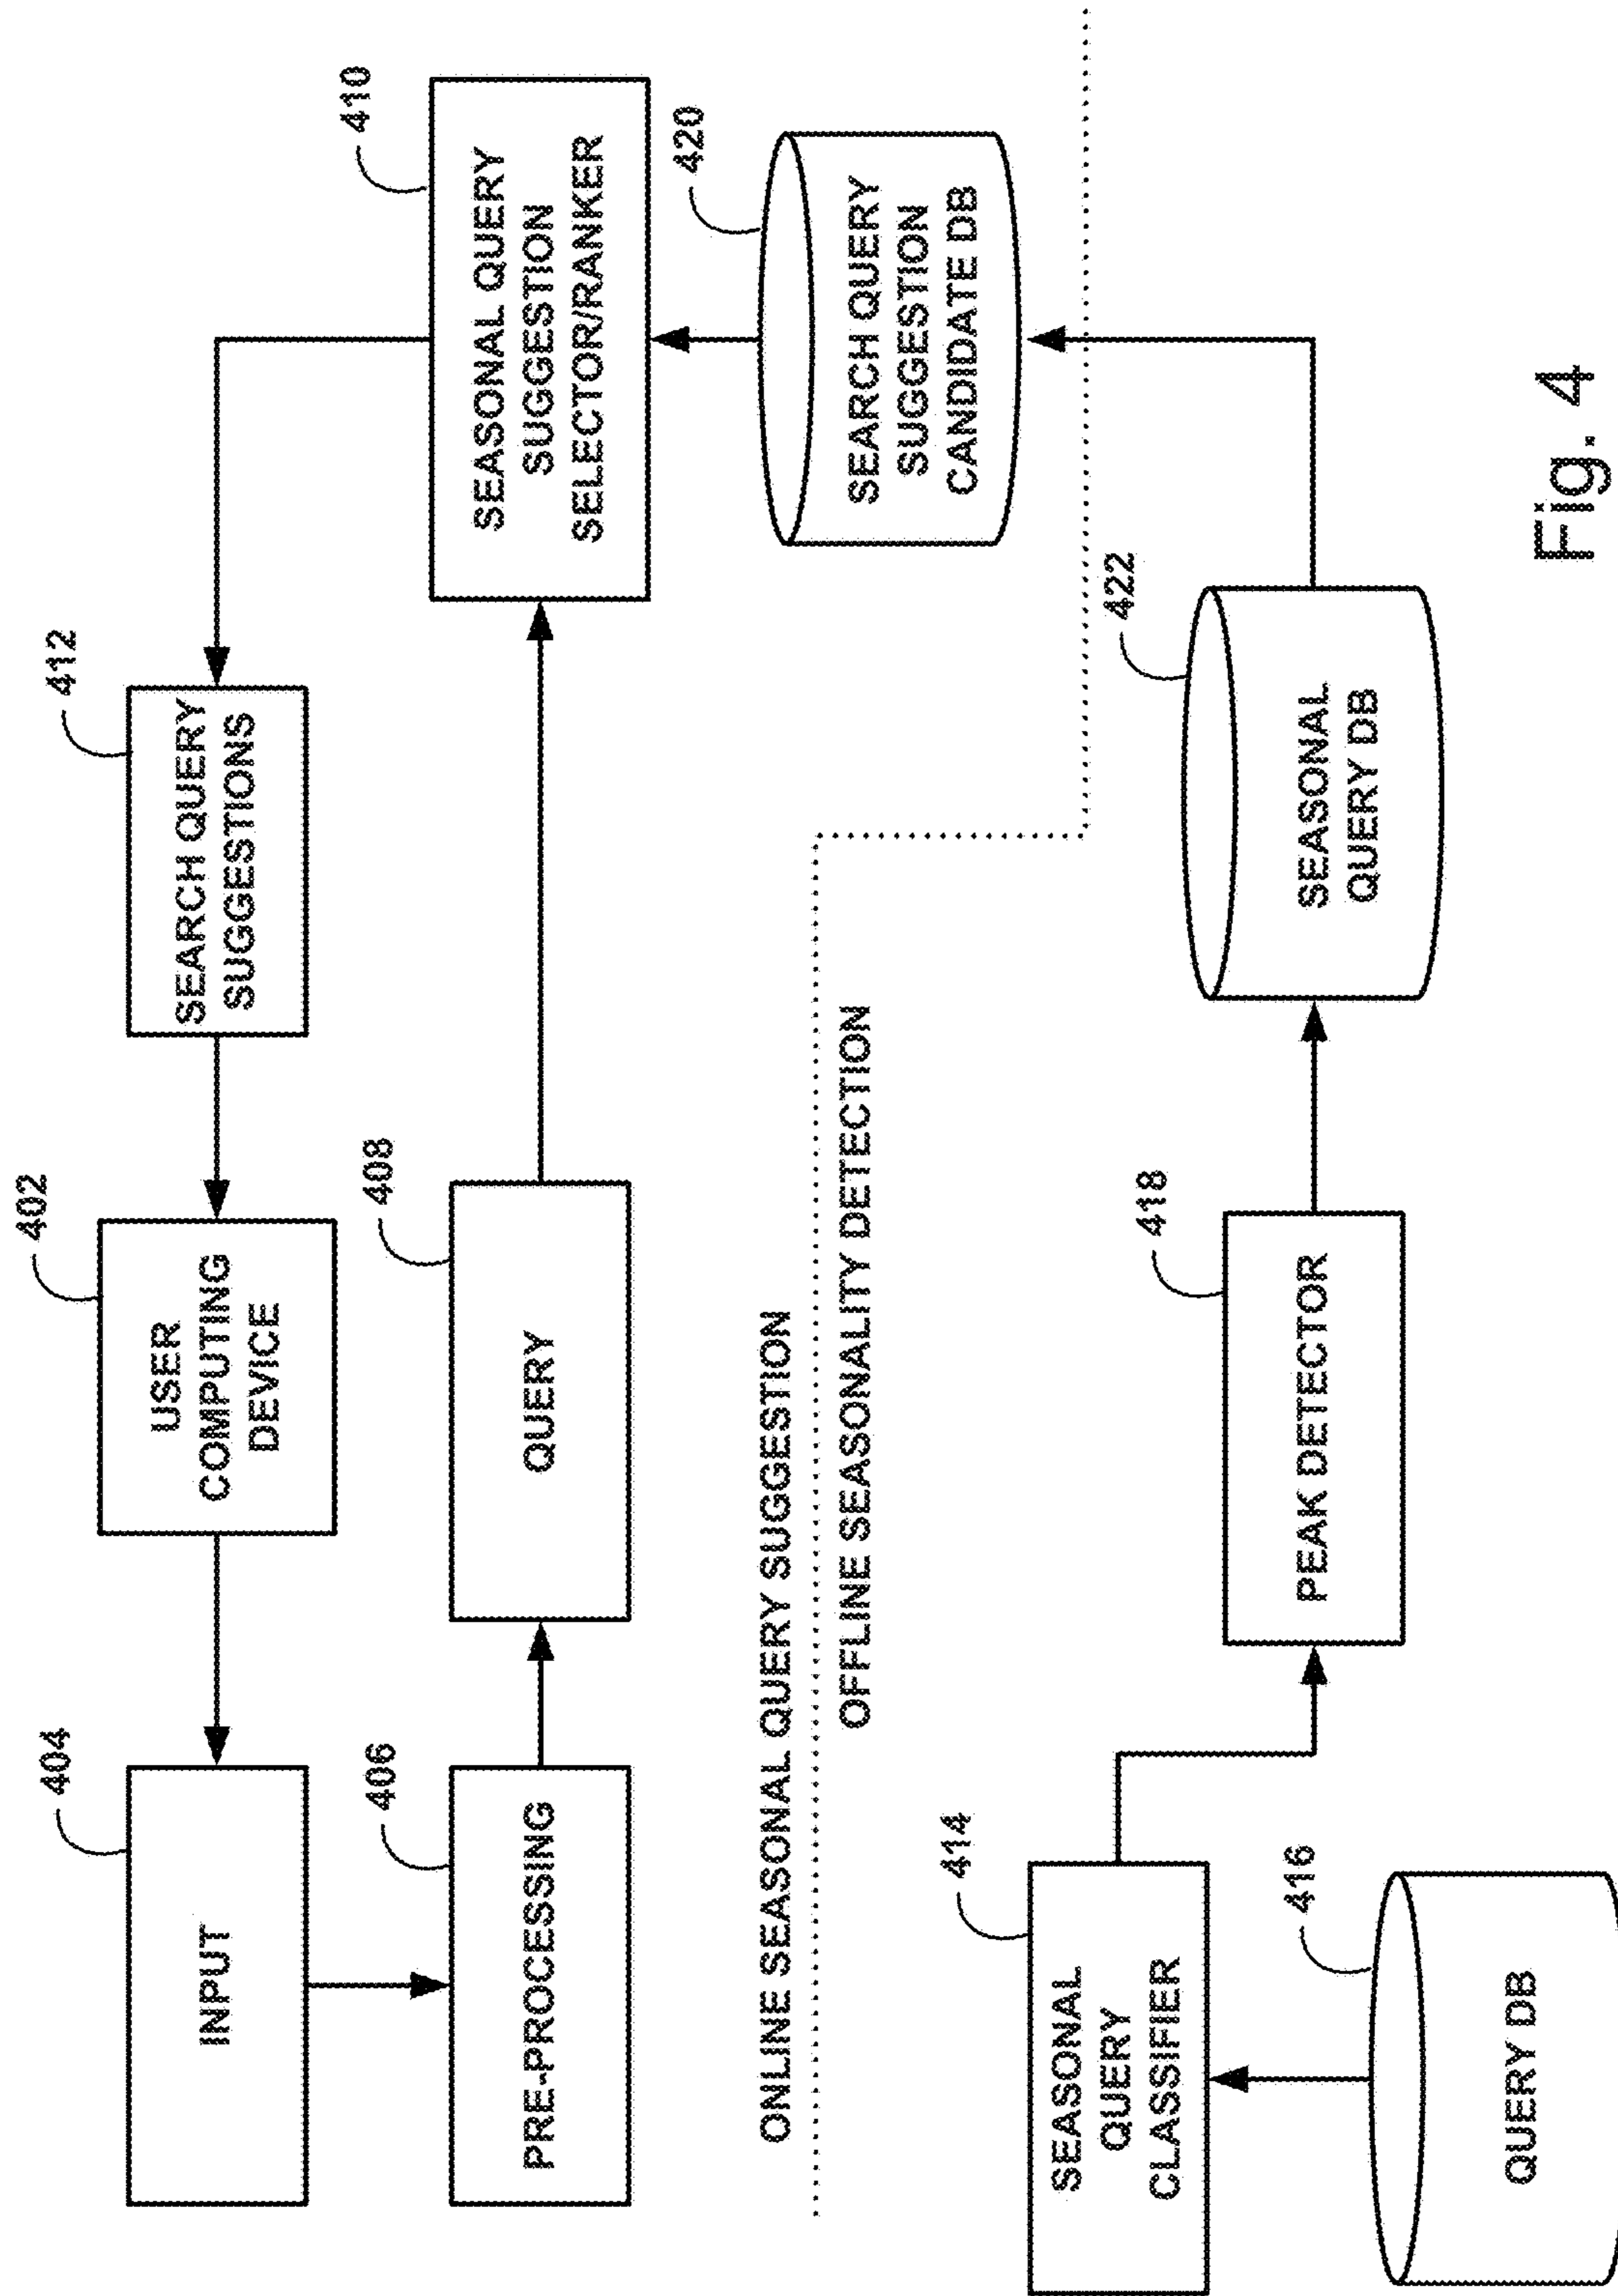 404
INPUT
402
USER
COMPUTING
DEVICE
412
SEARCH QUERY
SUGGESTIONS
406
PRE-PROCESSING
408
QUERY
410
SEASONAL QUERY
SUGGESTION
SELECTOR/RANKER
420
SEARCH QUERY
SUGGESTION
CANDIDATE DB
ONLINE SEASONAL QUERY SUGGESTION
OFFLINE SEASONALITY DETECTION
414
SEASONAL
QUERY
CLASSIFIER
416
QUERY DB
418
PEAK DETECTOR
422
SEASONAL
QUERY DB
Fig. 4